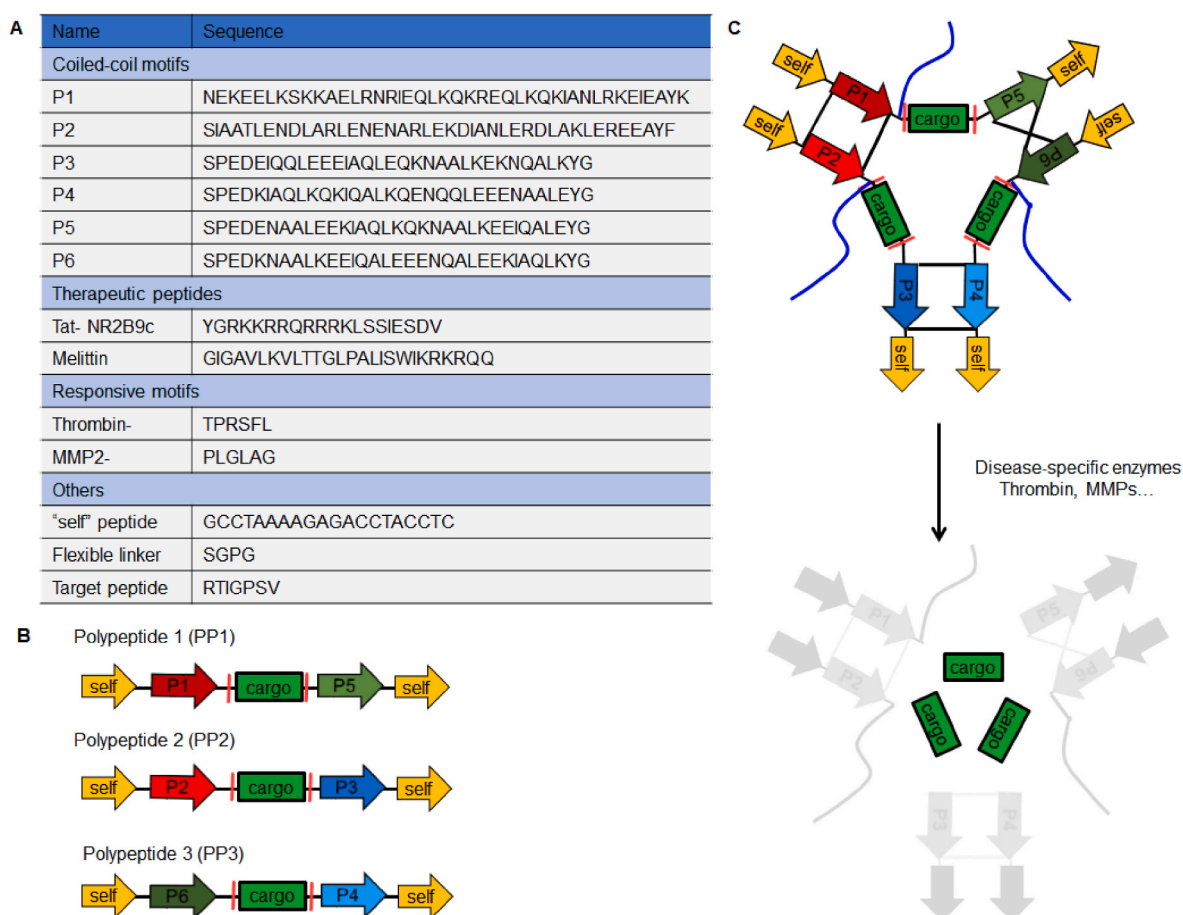 A
Name Sequence
Coiled-coil motifs
P1 NEKEELKSKKAELRNRIEQLKQKREQLKQKIANLRKEIEAYK
P2 SIAATLENDLARLENENARLEKDIANLERDLAKLEREEAYF
P3 SPEDEIQQLEEEIAQLEQKNAALKEKNQALKYG
P4 SPEDKIAQLKQKIQALKQENQQLEEENAALEYG
P5 SPEDENAALEEKIAQLKQKNAALKEEIQALEYG
P6 SPEDKNAALKEEIQALEEENQALEEKIAQLKYG
Therapeutic peptides
Tat- NR2B9c YGRKKRRQRRRKLSSIESDV
Melittin GIGAVLKVLTTGLPALISWIKRKRQQ
Responsive motifs
Thrombin- TPRSFL
MMP2- PLGLAG
Others
“self” peptide GCCTAAAAGAGACCTACCTC
Flexible linker SGPG
Target peptide RTIGPSV
B
Polypeptide 1 (PP1)
self P1 cargo P5 self
Polypeptide 2 (PP2)
self P2 cargo P3 self
Polypeptide 3 (PP3)
self P6 cargo P4 self
C
self P1 cargo P5 self
self P2 cargo cargo P6 self
P3 P4
self self
Disease-specific enzymes
Thrombin, MMPs...
P1 P5
P2 cargo P6
cargo cargo
P3 P4